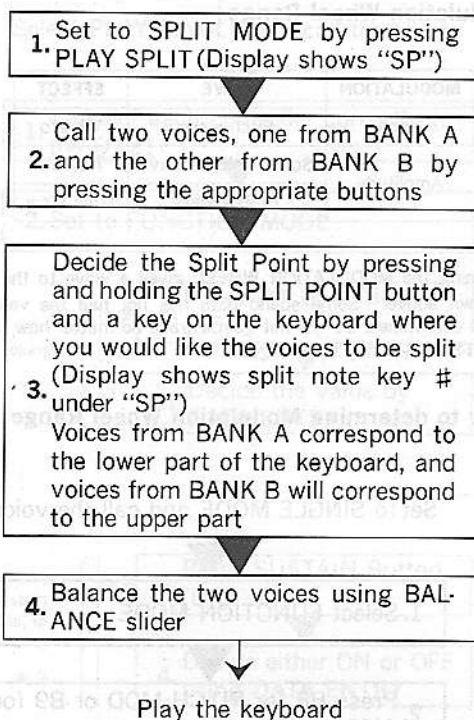 1. Set to SPLIT MODE by pressing
PLAY SPLIT (Display shows “SP”)
2. Call two voices, one from BANK A
and the other from BANK B by
pressing the appropriate buttons
3. Decide the Split Point by pressing
and holding the SPLIT POINT button
and a key on the keyboard where
you would like the voices to be split
(Display shows split note key #
under “SP”)
Voices from BANK A correspond to
the lower part of the keyboard, and
voices from BANK B will correspond
to the upper part
4. Balance the two voices using BAL-
ANCE slider
Play the keyboard